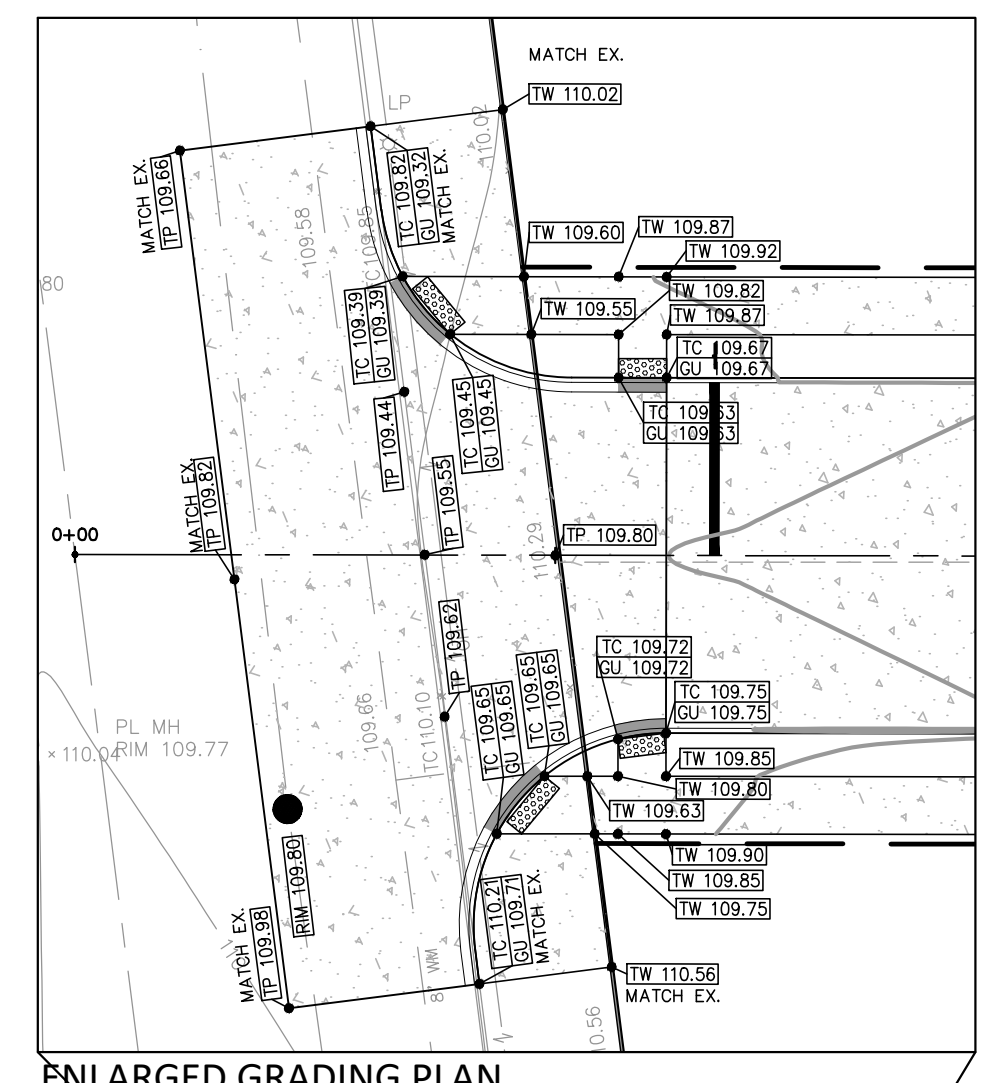 MATCH EX.
TW 110.02
LP
110.02
MATCH EX.
TP 109.66
TC 109.82
GU 109.32
MATCH EX.
109.58
TC 109.85
TW 109.60
TW 109.87
TW 109.92
TW 109.82
TW 109.87
TW 109.55
80
TC 109.39
GU 109.39
GU 109.67
TC 109.63
GU 109.63
TP 109.44
TC 109.45
GU 109.45
MATCH EX.
TP 109.82
TP 109.55
0+00
TP 109.80
110.29
TP 109.62
TC 109.72
GU 109.72
TC 109.65
GU 109.65
TC 109.65
GU 109.65
TC 109.75
GU 109.75
109.66
TC 110.10
PL MH
× 110.04
RIM 109.77
TW 109.85
TW 109.80
TW 109.63
RIM 109.80
TW 109.90
TW 109.85
TW 109.75
TC 110.21
GU 109.71
MATCH EX.
MATCH EX.
TP 109.98
8" WM
TW 110.56
MATCH EX.
ENLARGED GRADING PLAN